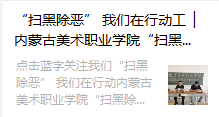 “扫黑除恶” 我们在行动工┃
内蒙古美术职业学院“扫黑...
点击蓝字关注我们“扫黑
除恶” 我们在行动内蒙古
美术职业学院“扫黑除...